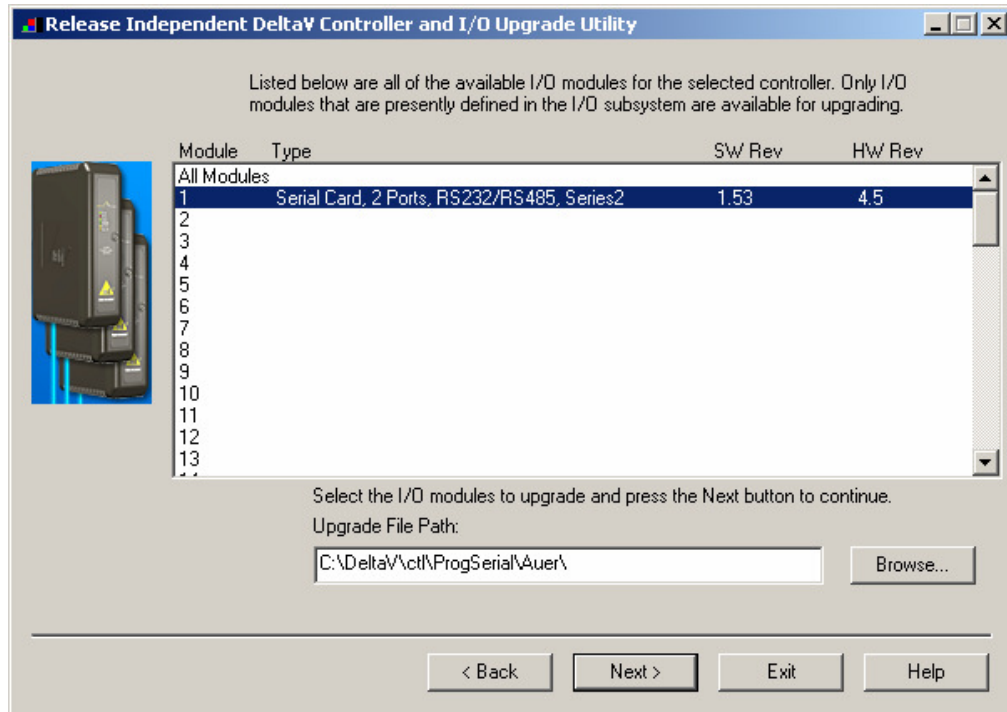 Release Independent DeltaV Controller and I/O Upgrade Utility
Listed below are all of the available I/O modules for the selected controller. Only I/O
modules that are presently defined in the I/O subsystem are available for upgrading.
Module Type SW Rev HW Rev
All Modules
1 Serial Card, 2 Ports, RS232/RS485, Series2 1.53 4.5
2
3
4
5
6
7
8
9
10
11
12
13
Select the I/O modules to upgrade and press the Next button to continue.
Upgrade File Path:
C:\DeltaV\ctl\ProgSerial\Auer\
Browse...
< Back Next > Exit Help